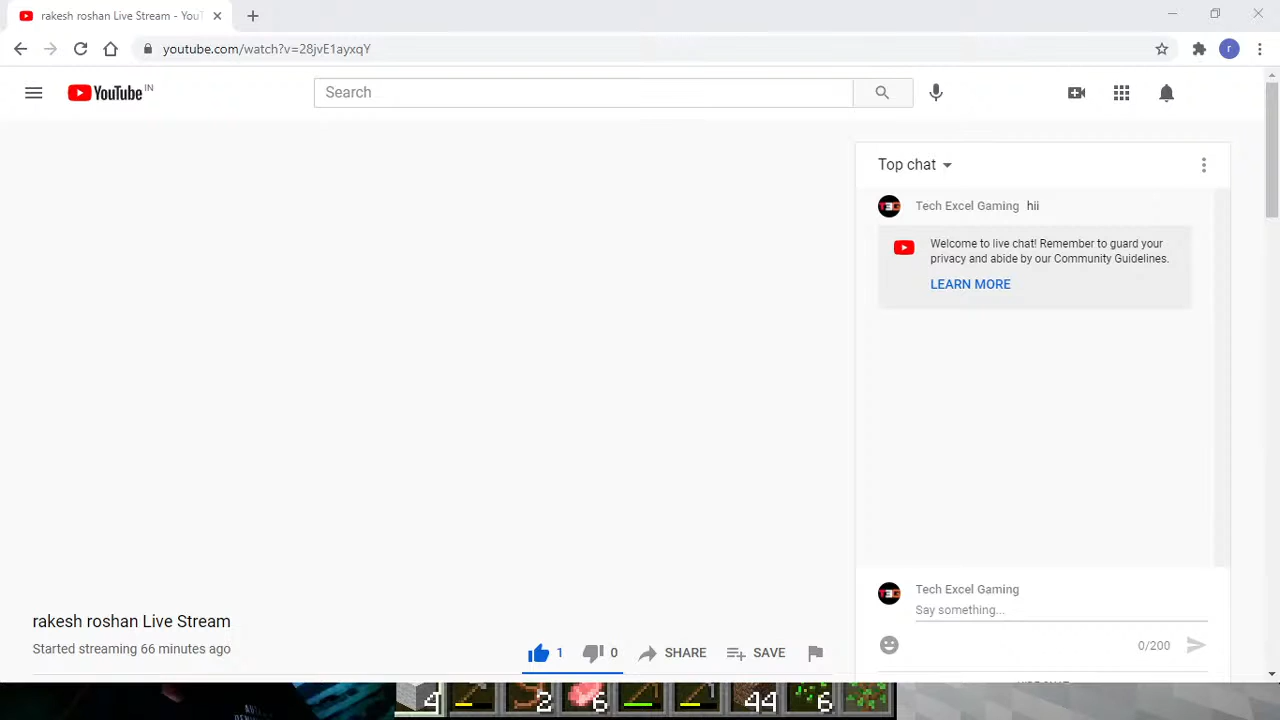 rakesh roshan Live Stream - YouT
youtube.com/watch?v=28jvE1ayxqY
r
YouTube IN
Search
Top chat
Tech Excel Gaming hii
Welcome to live chat! Remember to guard your
privacy and abide by our Community Guidelines.
LEARN MORE
Tech Excel Gaming
Say something...
0/200
rakesh roshan Live Stream
Started streaming 66 minutes ago
1
0
SHARE
SAVE
4
2
6
44
6